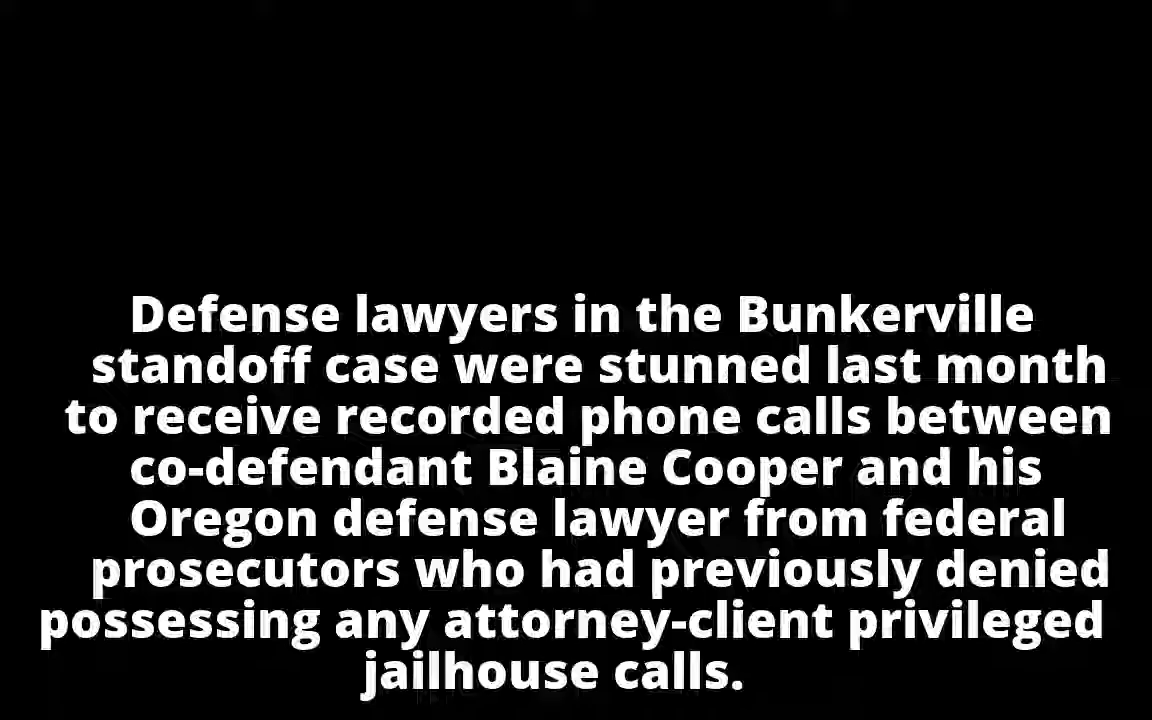 Defense lawyers in the Bunkerville
standoff case were stunned last month
to receive recorded phone calls between
co-defendant Blaine Cooper and his
Oregon defense lawyer from federal
prosecutors who had previously denied
possessing any attorney-client privileged
jailhouse calls.